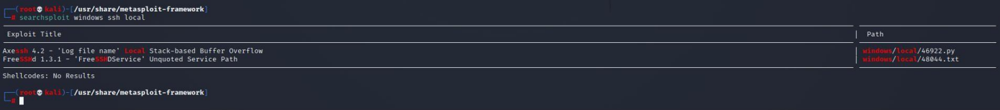 (root💀kali)-[/usr/share/metasploit-framework]
# searchsploit windows ssh local
Exploit Title | Path
Axessh 4.2 - 'Log file name' Local Stack-based Buffer Overflow | windows/local/46922.py
FreeSSHd 1.3.1 - 'FreeSSHDService' Unquoted Service Path | windows/local/48044.txt
Shellcodes: No Results
(root💀kali)-[/usr/share/metasploit-framework]
#